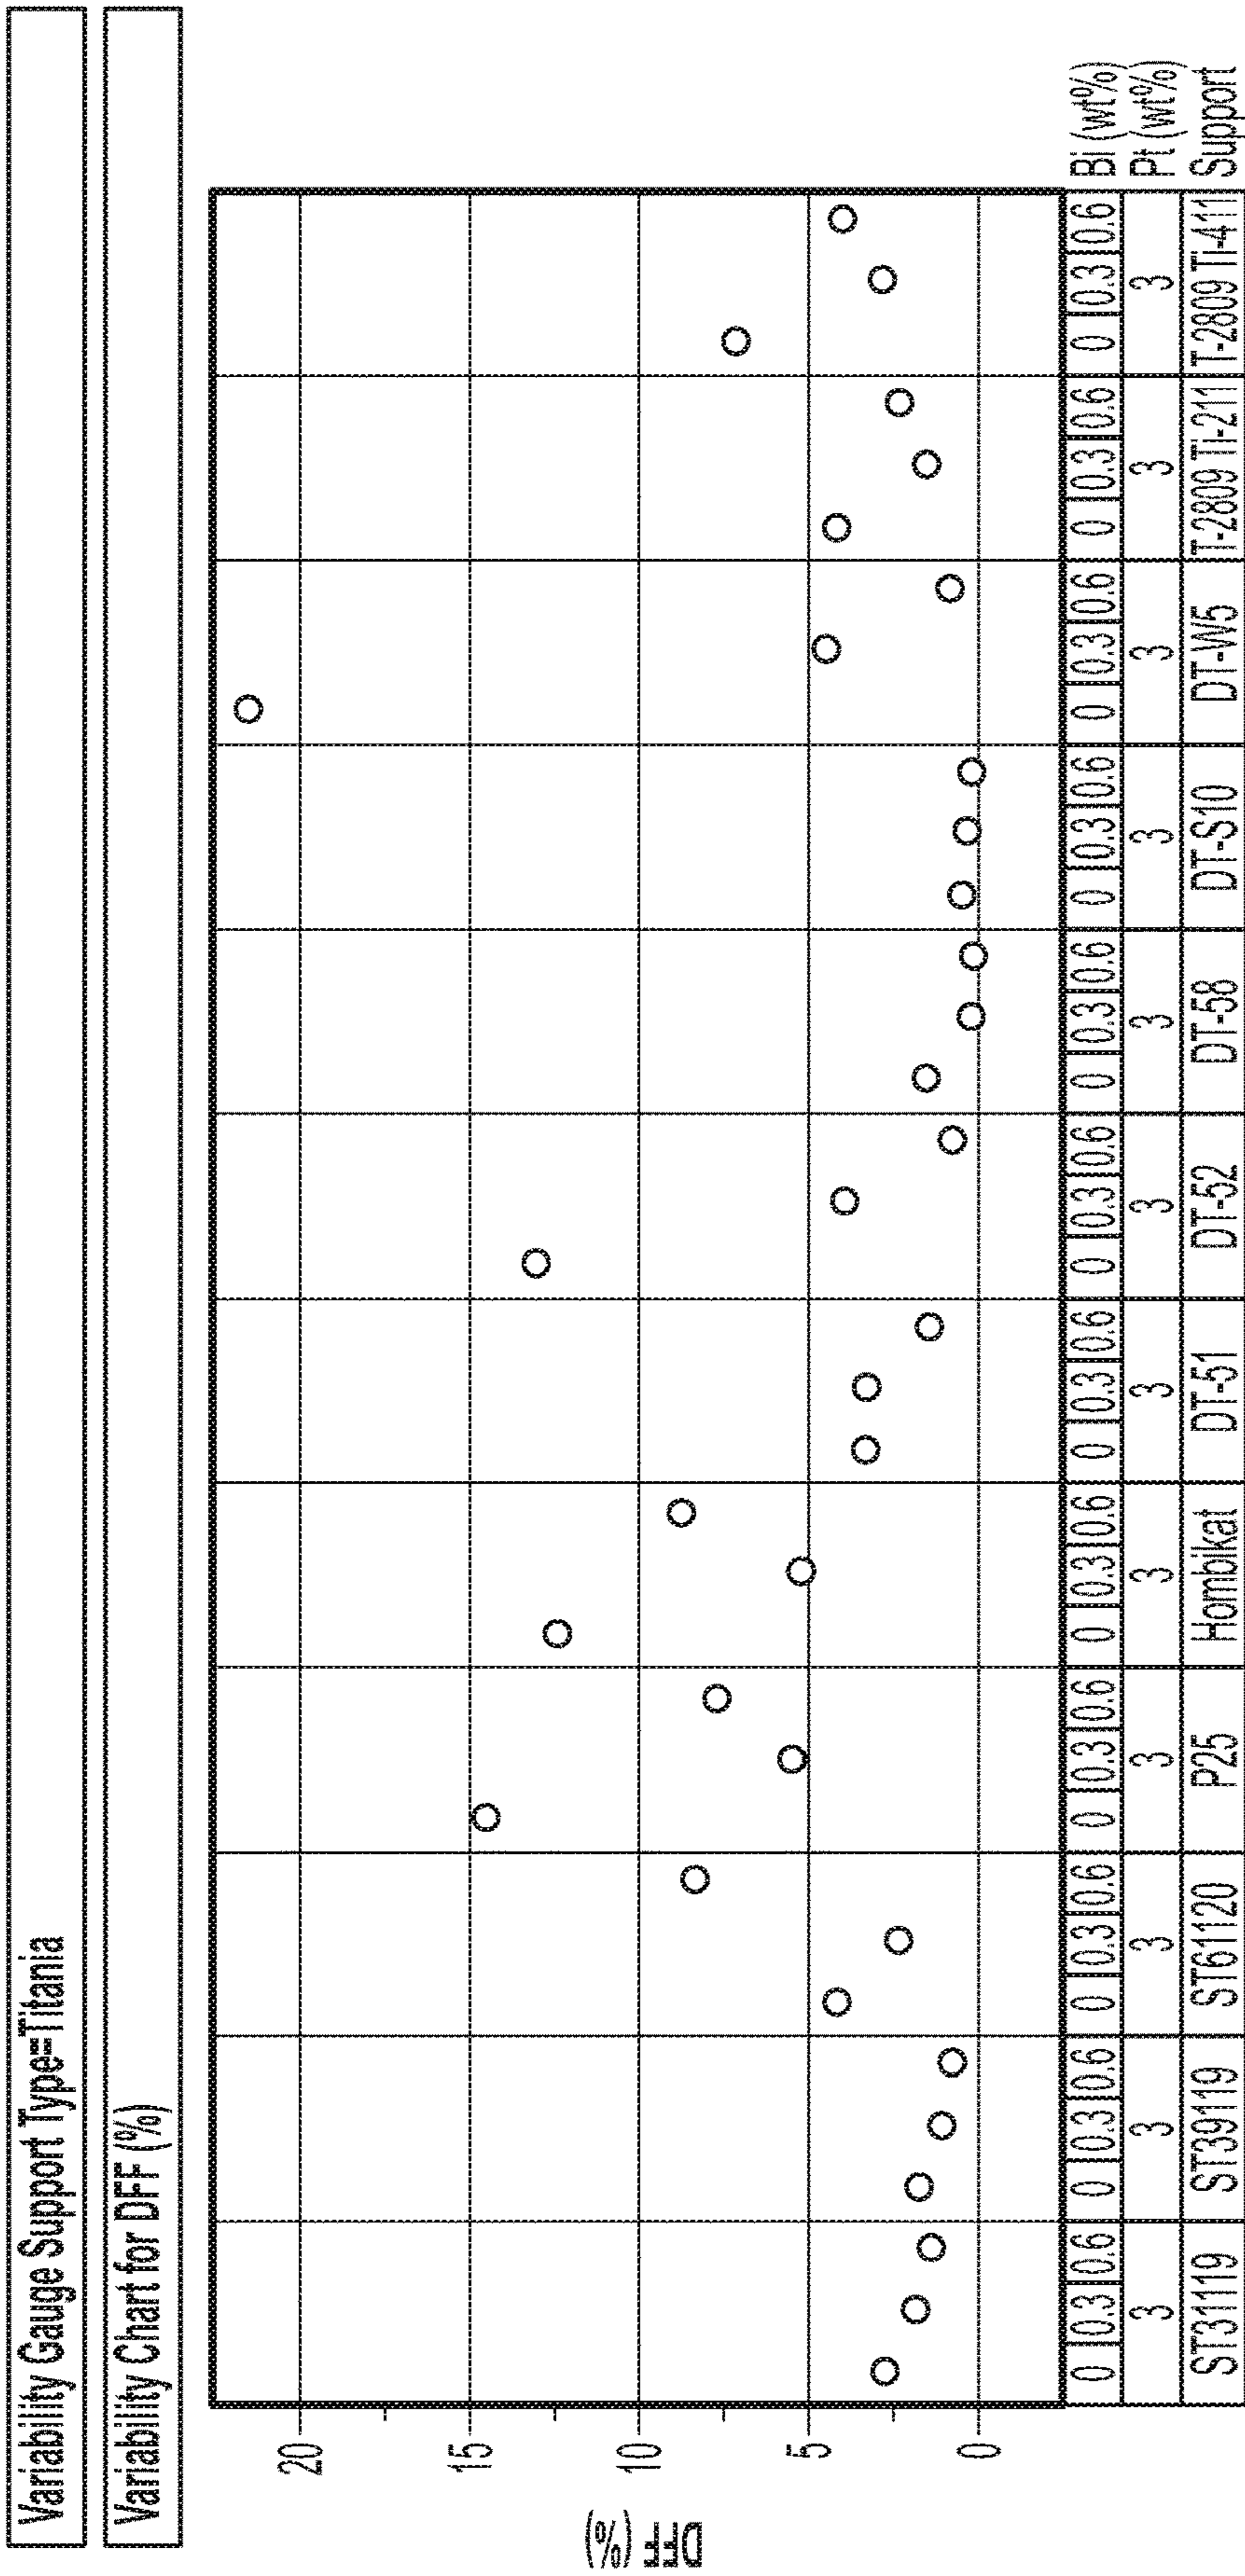 Variability Gauge Support Type=Titania
Variability Chart for DFF (%)
20
15
10
5
0
DFF (%)
0 0.3 0.6 0 0.3 0.6 0 0.3 0.6 0 0.3 0.6 0 0.3 0.6 0 0.3 0.6 0 0.3 0.6 0 0.3 0.6 0 0.3 0.6 0 0.3 0.6 0 0.3 0.6 0 0.3 0.6 Bi (wt%)
3 3 3 3 3 3 3 3 3 3 3 3 Pt (wt%)
ST31119 ST39119 ST61120 P25 Hombikat DT-51 DT-52 DT-58 DT-S10 DT-W5 T-2809 Ti-211 T-2809 Ti-411 Support